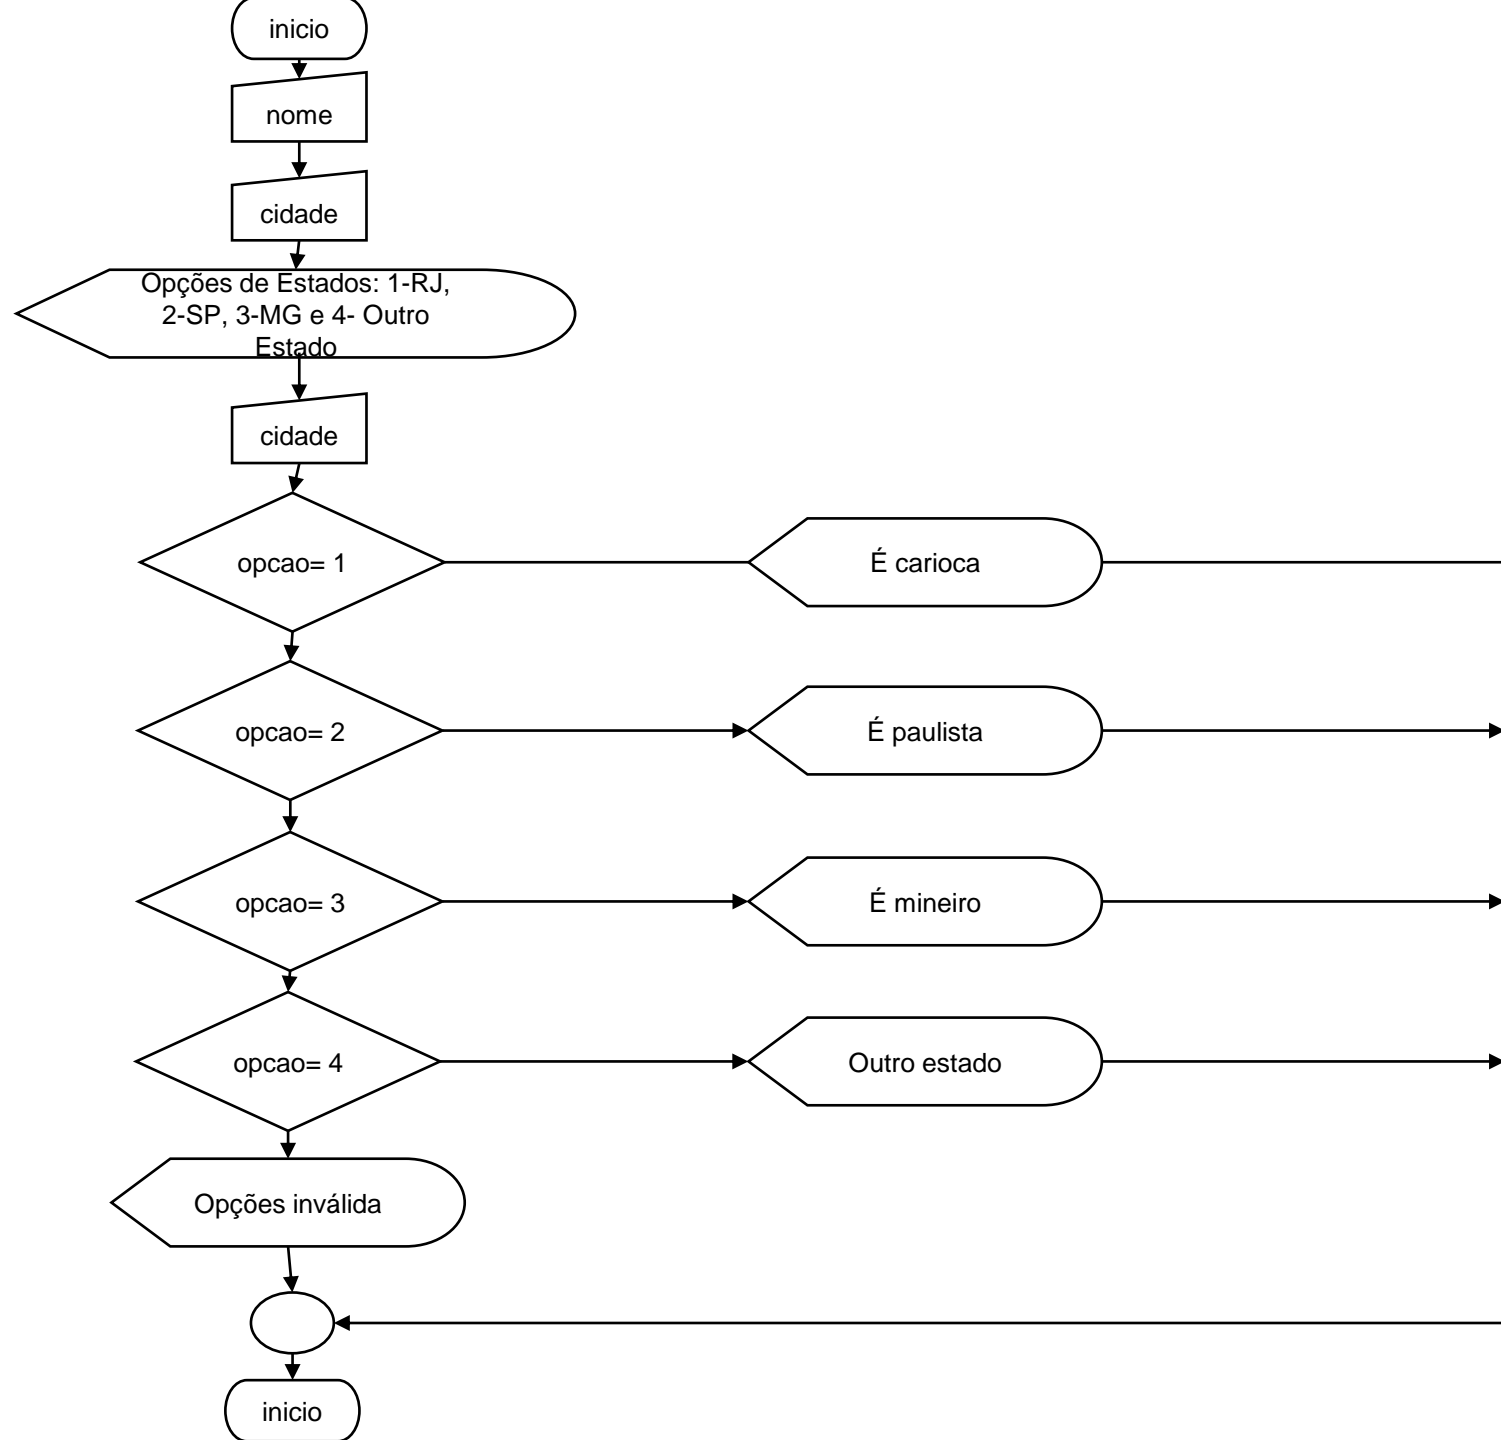 inicio
nome
cidade
Opções de Estados: 1-RJ,
2-SP, 3-MG e 4- Outro
Estado
cidade
opcao= 1
É carioca
opcao= 2
É paulista
opcao= 3
É mineiro
opcao= 4
Outro estado
Opções inválida
inicio